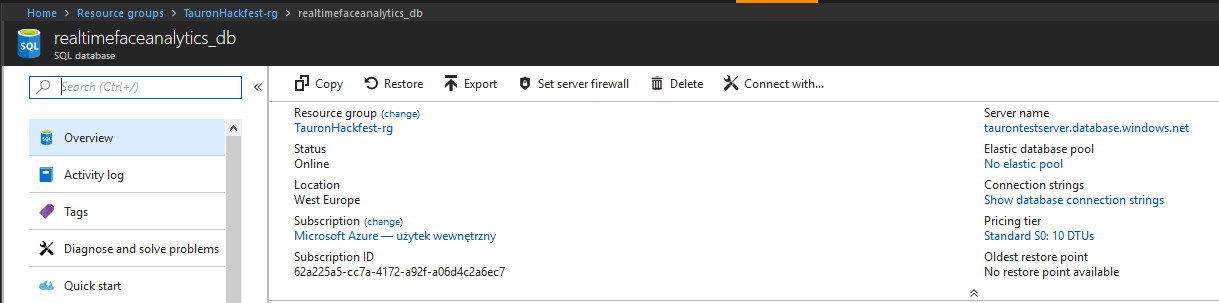 Home > Resource groups > TauronHackfest-rg > realtimefaceanalytics_db
realtimefaceanalytics_db
SQL
SQL database
Search (Ctrl+/)
«
Overview
Activity log
Tags
Diagnose and solve problems
Quick start
Copy Restore Export Set server firewall Delete Connect with...
Resource group (change)
TauronHackfest-rg
Status
Online
Location
West Europe
Subscription (change)
Microsoft Azure — użytek wewnętrzny
Subscription ID
62a225a5-cc7a-4172-a92f-a06d4c2a6ec7
Server name
taurontestserver.database.windows.net
Elastic database pool
No elastic pool
Connection strings
Show database connection strings
Pricing tier
Standard S0: 10 DTUs
Oldest restore point
No restore point available